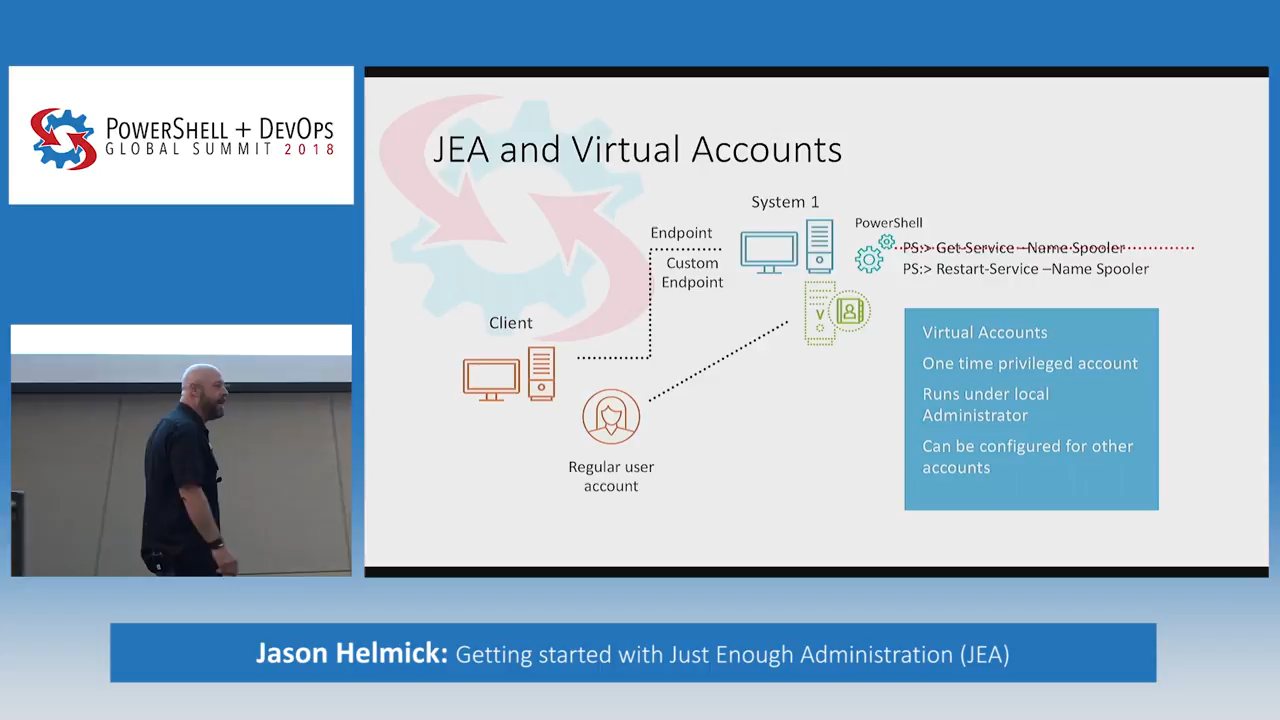 POWERSHELL + DEVOPS
GLOBAL SUMMIT 2018
JEA and Virtual Accounts
System 1
PowerShell
Endpoint
Custom
Endpoint
PS:> Get-Service –Name Spooler
PS:> Restart-Service –Name Spooler
V
Client
Regular user
account
Virtual Accounts
One time privileged account
Runs under local
Administrator
Can be configured for other
accounts
Jason Helmick: Getting started with Just Enough Administration (JEA)